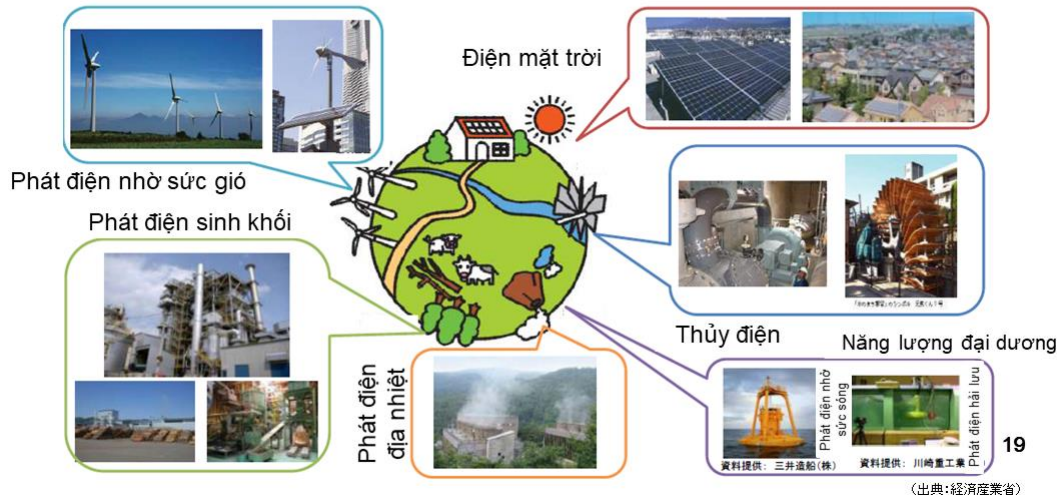 Điện mặt trời
Phát điện nhờ sức gió
Phát điện sinh khối
Thủy điện
Năng lượng đại dương
Phát điện
địa nhiệt
Phát điện nhờ
sức sóng
Phát điện hải lưu
資料提供： 三井造船(株)
資料提供： 川崎重工業
19
(出典:経済産業省)